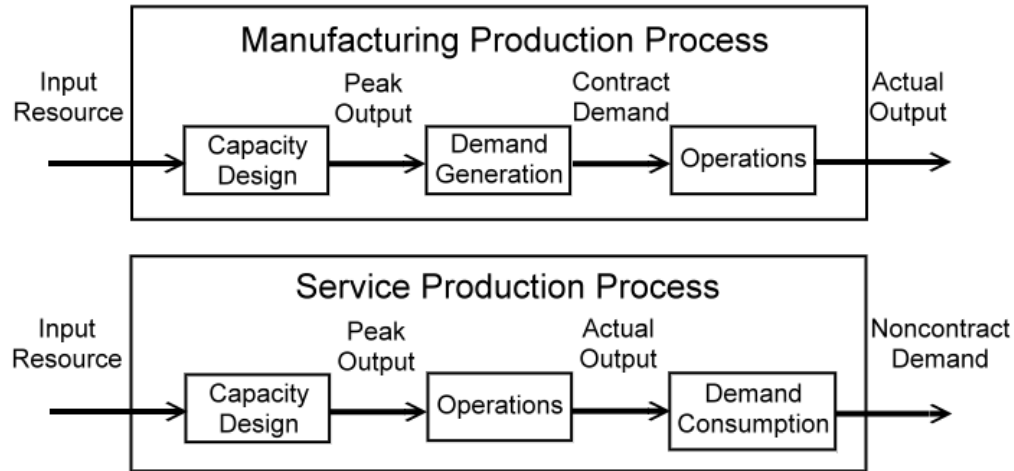 Manufacturing Production Process
Input
Resource
Peak
Output
Contract
Demand
Actual
Output
Capacity
Design
Demand
Generation
Operations
Service Production Process
Input
Resource
Peak
Output
Actual
Output
Noncontract
Demand
Capacity
Design
Operations
Demand
Consumption